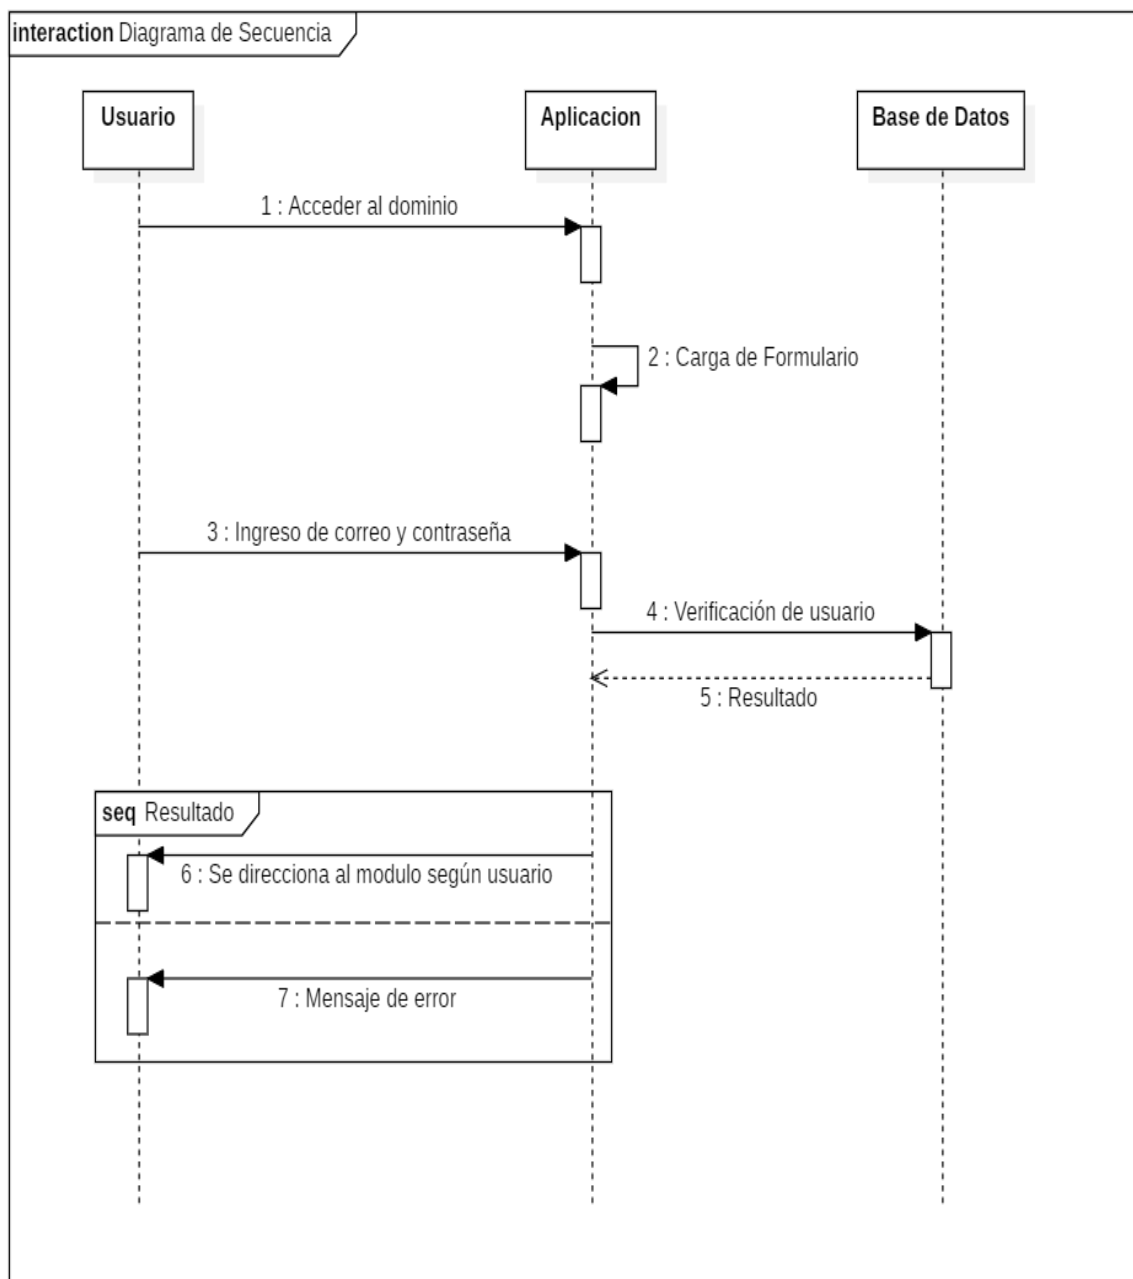 interaction Diagrama de Secuencia
Usuario
Aplicacion
Base de Datos
1 : Acceder al dominio
2 : Carga de Formulario
3 : Ingreso de correo y contraseña
4 : Verificación de usuario
5 : Resultado
seq Resultado
6 : Se direcciona al modulo según usuario
7 : Mensaje de error